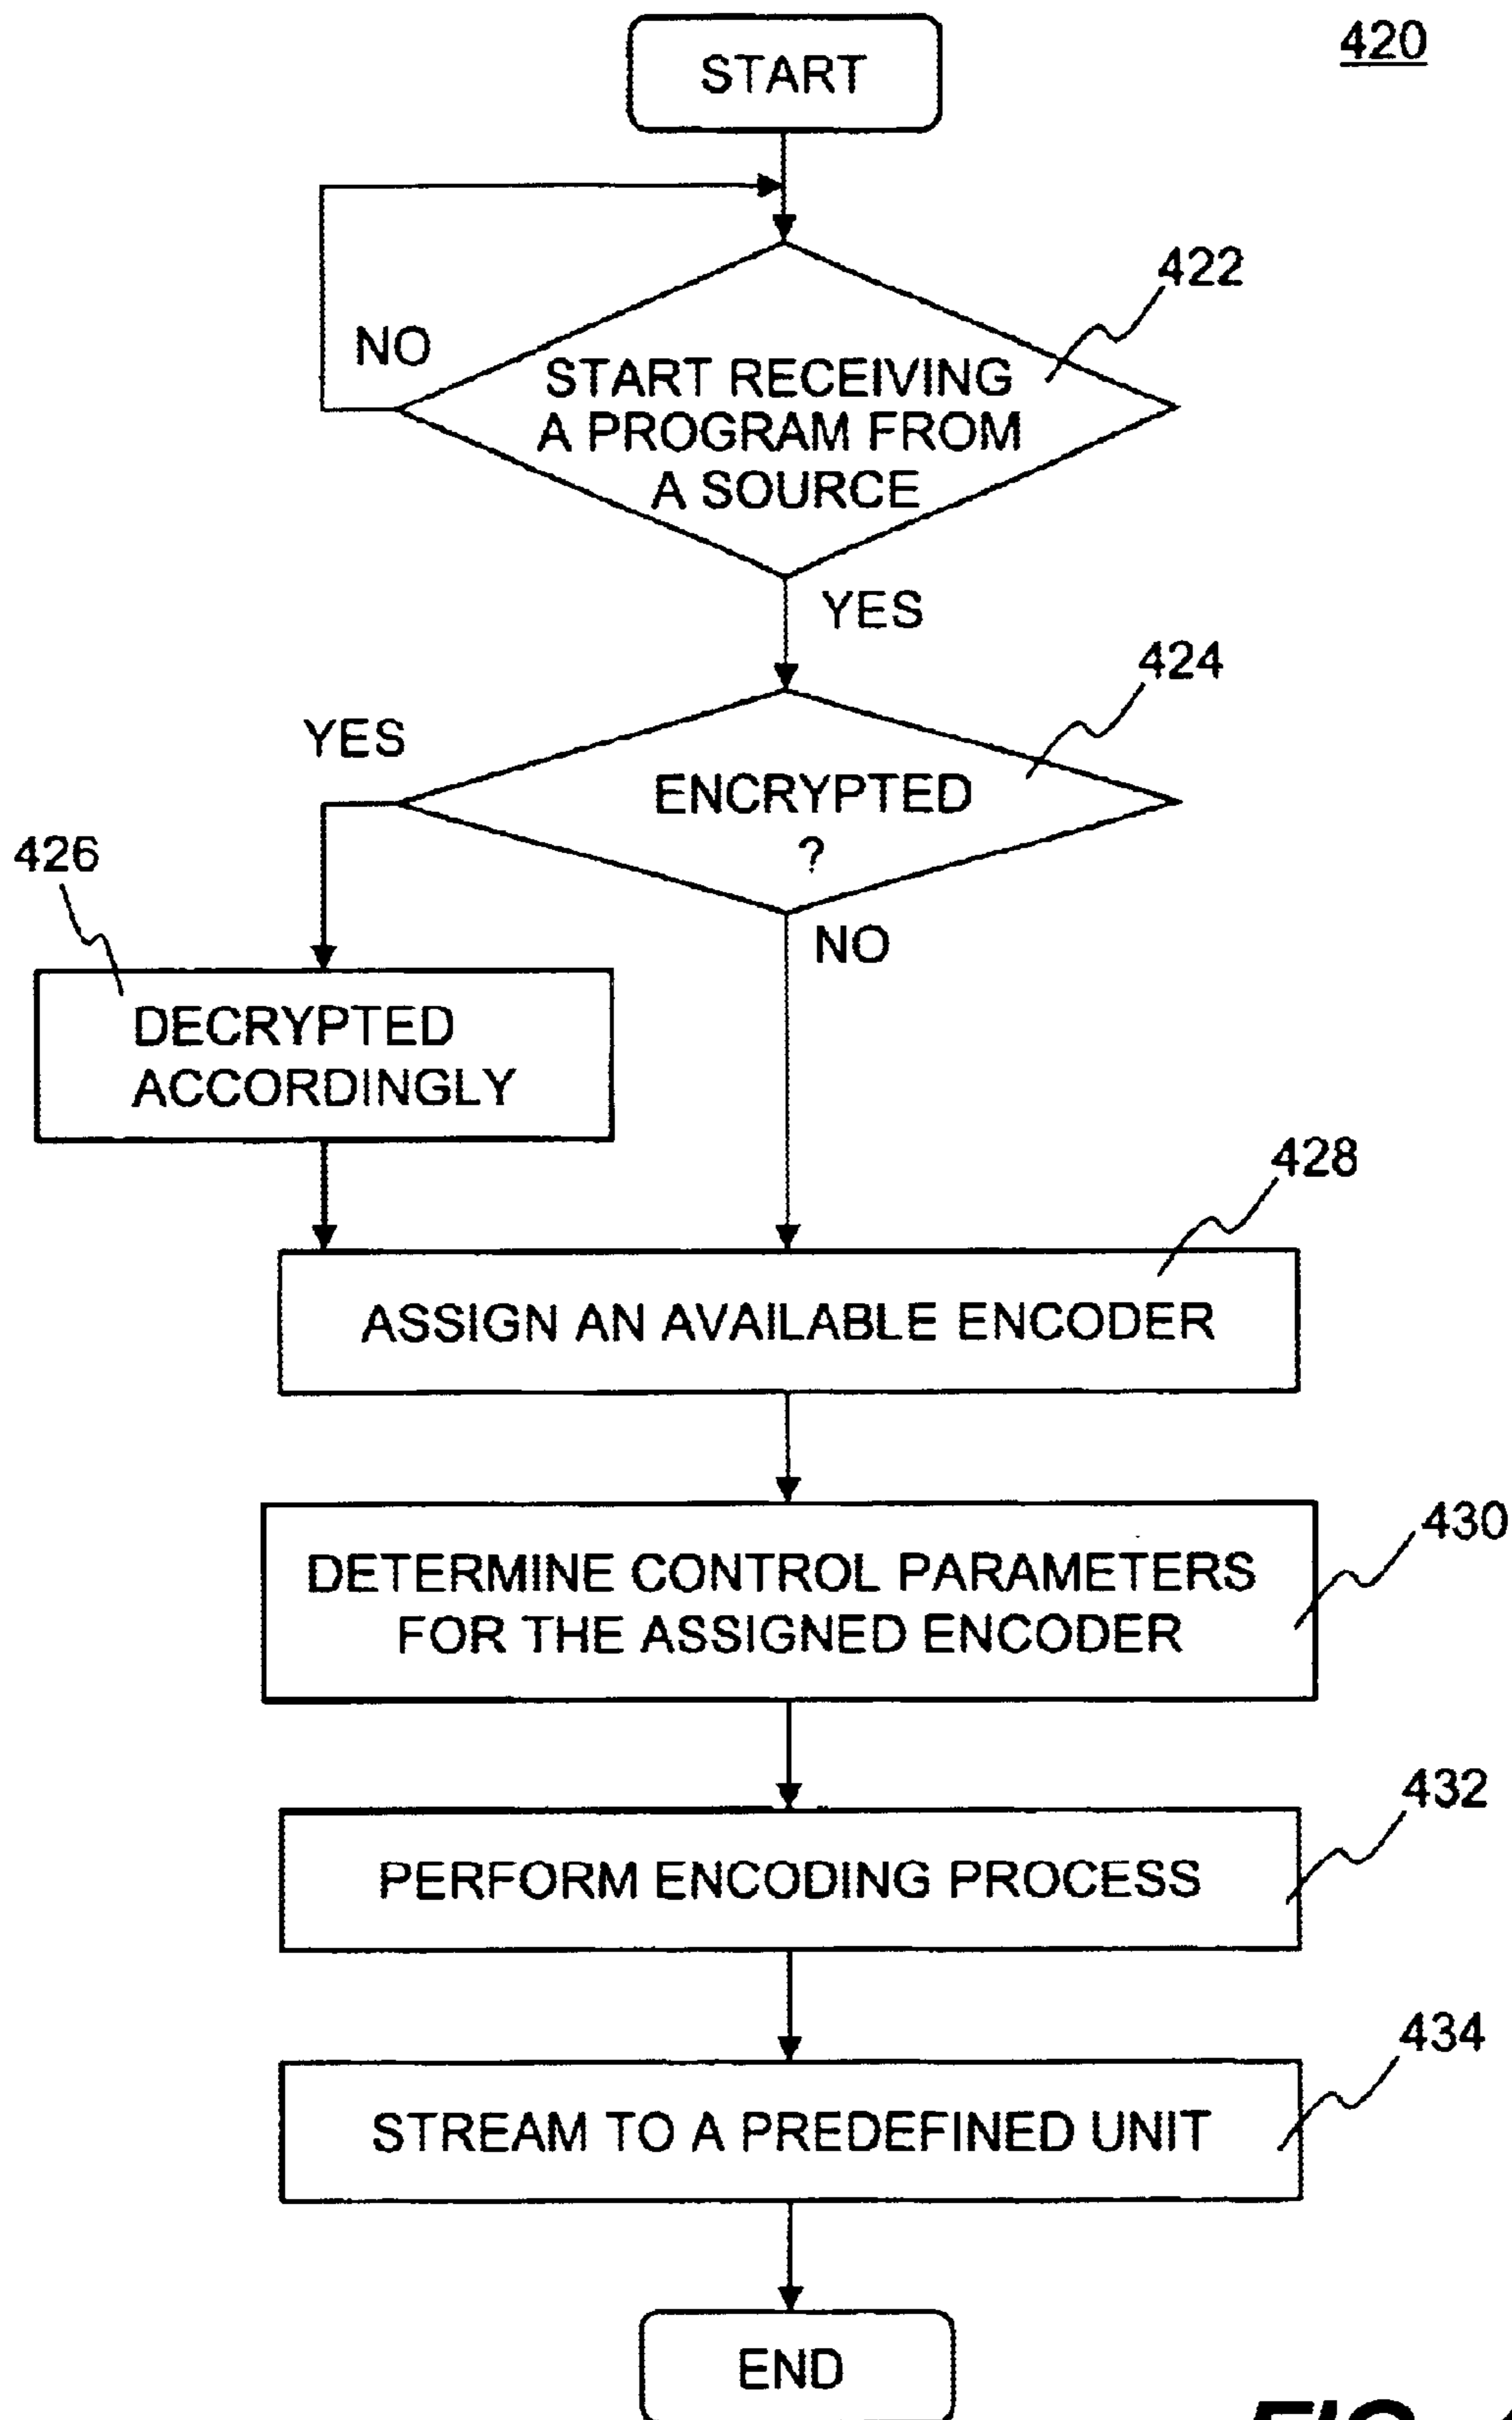 420
START
422
NO
START RECEIVING
A PROGRAM FROM
A SOURCE
YES
424
YES
ENCRYPTED
?
426
NO
DECRYPTED
ACCORDINGLY
428
ASSIGN AN AVAILABLE ENCODER
430
DETERMINE CONTROL PARAMETERS
FOR THE ASSIGNED ENCODER
432
PERFORM ENCODING PROCESS
434
STREAM TO A PREDEFINED UNIT
END